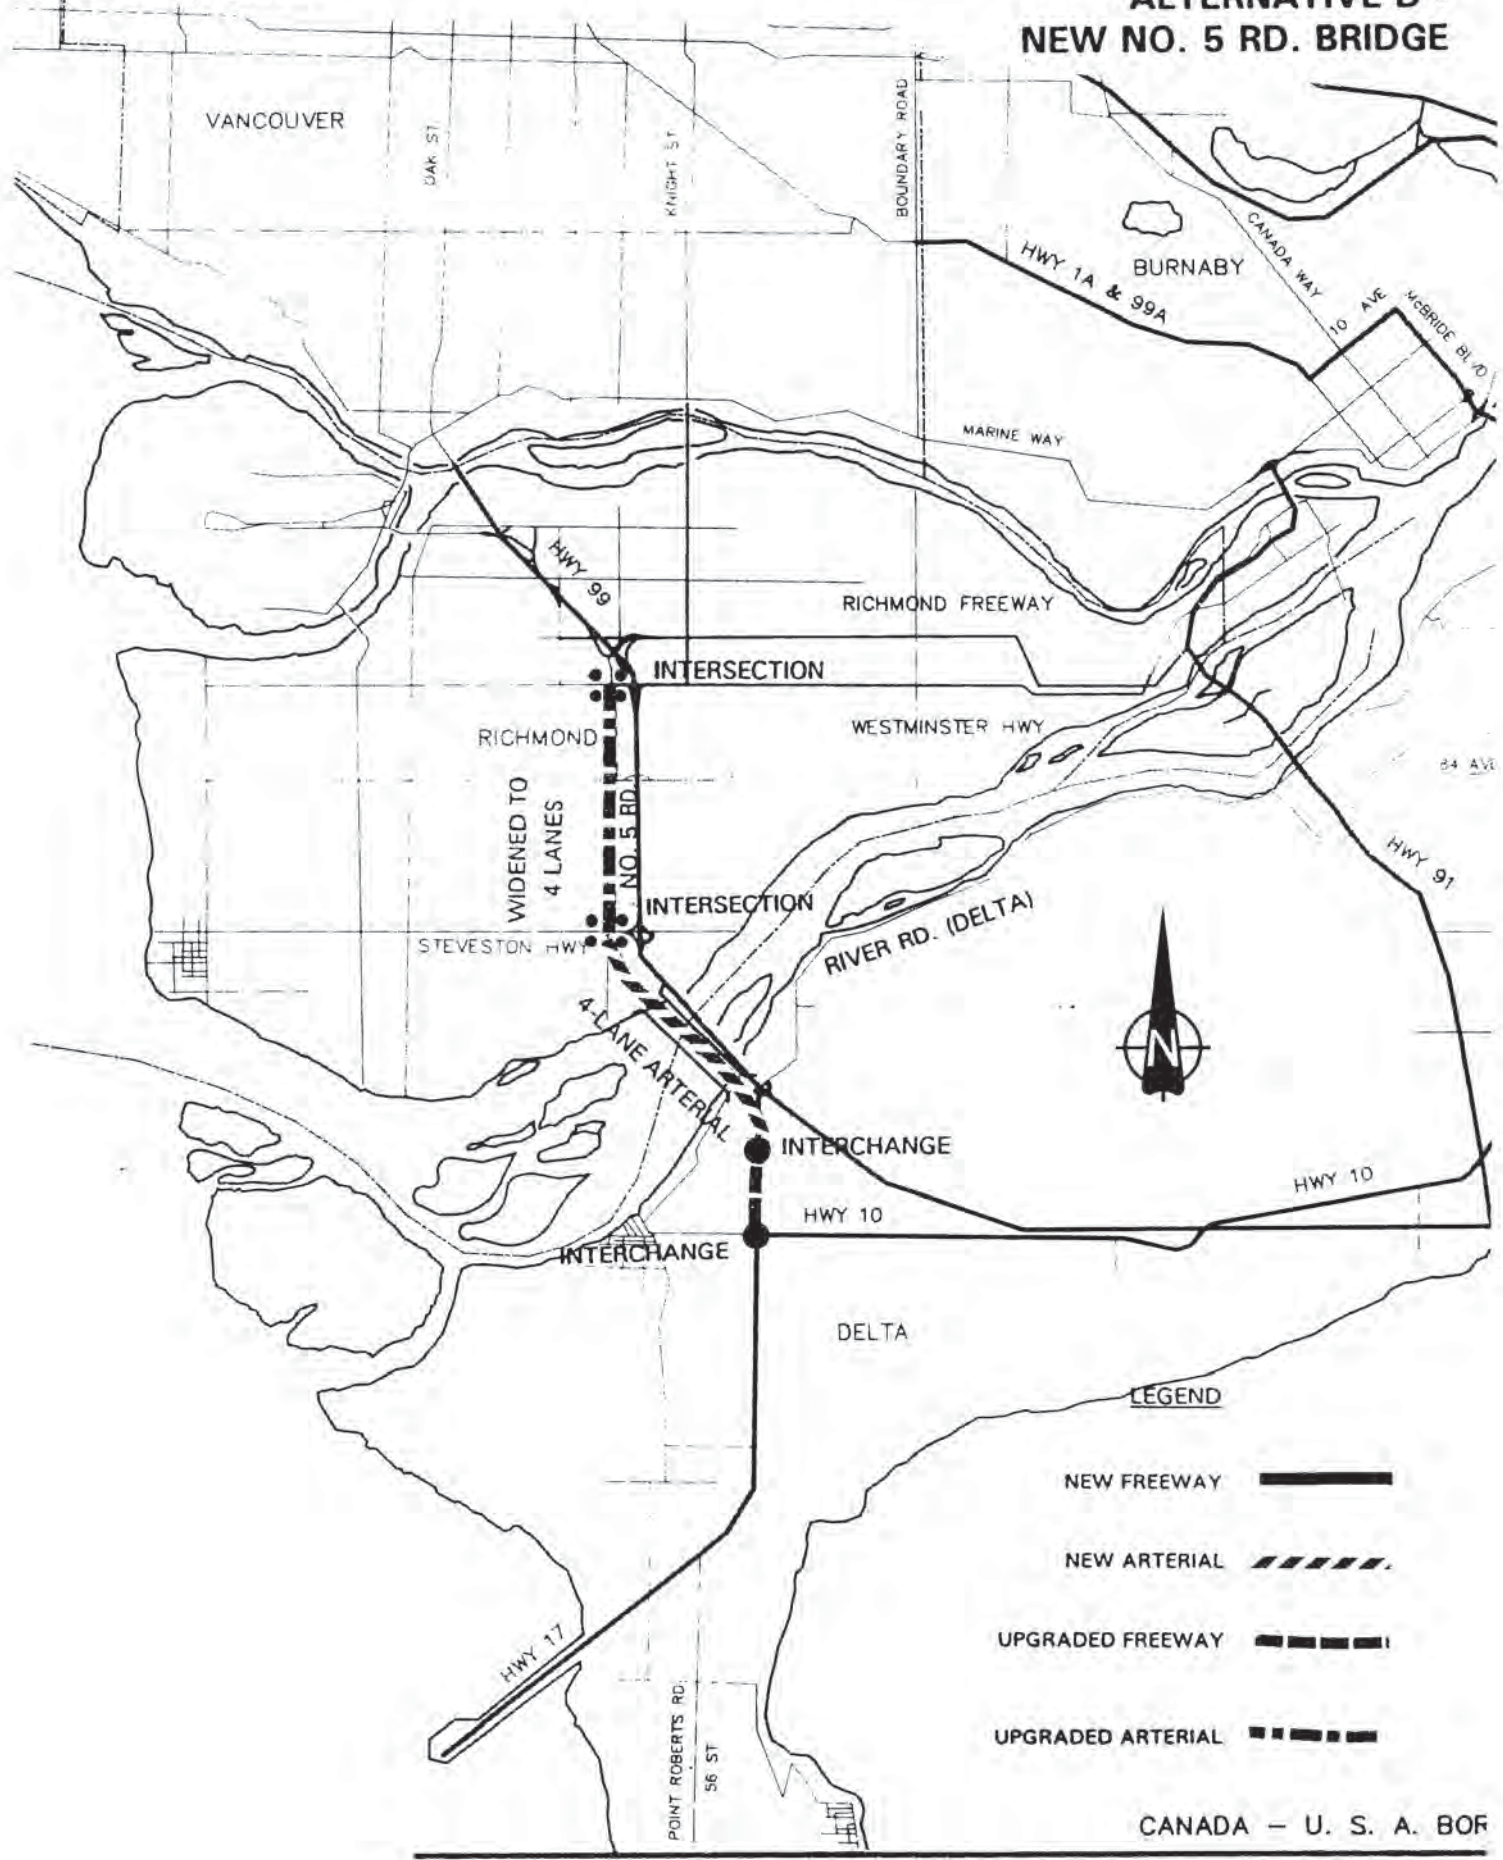 NEW NO. 5 RD. BRIDGE
VANCOUVER
OAK ST
KNIGHT ST
BOUNDARY ROAD
CANADA WAY
HWY 1A & 99A
BURNABY
10 AVE
McBRIDE BLVD
MARINE WAY
HWY 99
RICHMOND FREEWAY
INTERSECTION
WESTMINSTER HWY
RICHMOND
84 AVE
WIDENED TO
4 LANES
NO. 5 RD.
HWY 91
INTERSECTION
STEVESTON HWY
RIVER RD. (DELTA)
4-LANE ARTERIAL
N
INTERCHANGE
HWY 10
HWY 10
INTERCHANGE
DELTA
LEGEND
NEW FREEWAY
NEW ARTERIAL
UPGRADED FREEWAY
UPGRADED ARTERIAL
HWY 17
POINT ROBERTS RD.
56 ST
CANADA – U. S. A. BOR